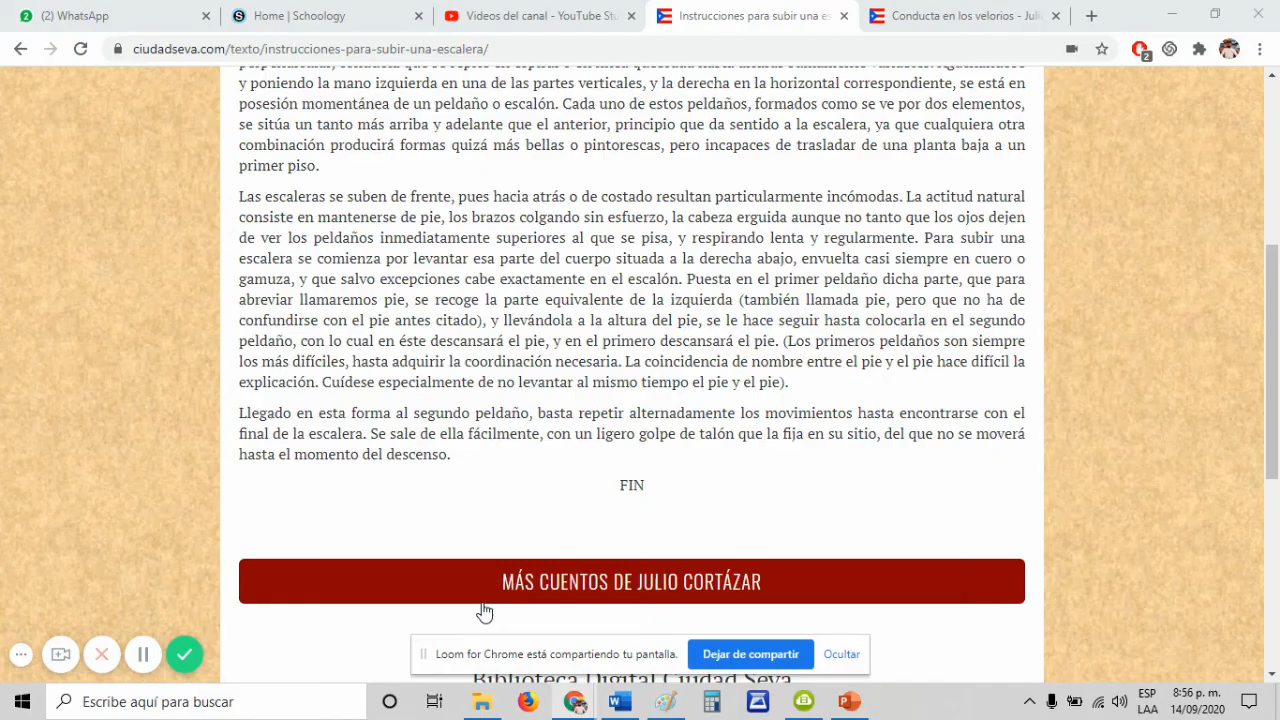 (2) WhatsApp
Home | Schoology
Videos del canal - YouTube Stu
Instrucciones para subir una es
Conducta en los velorios - Julio
ciudadseva.com/texto/instrucciones-para-subir-una-escalera/
y poniendo la mano izquierda en una de las partes verticales, y la derecha en la horizontal correspondiente, se está en
posesión momentánea de un peldaño o escalón. Cada uno de estos peldaños, formados como se ve por dos elementos,
se sitúa un tanto más arriba y adelante que el anterior, principio que da sentido a la escalera, ya que cualquiera otra
combinación producirá formas quizá más bellas o pintorescas, pero incapaces de trasladar de una planta baja a un
primer piso.
Las escaleras se suben de frente, pues hacia atrás o de costado resultan particularmente incómodas. La actitud natural
consiste en mantenerse de pie, los brazos colgando sin esfuerzo, la cabeza erguida aunque no tanto que los ojos dejen
de ver los peldaños inmediatamente superiores al que se pisa, y respirando lenta y regularmente. Para subir una
escalera se comienza por levantar esa parte del cuerpo situada a la derecha abajo, envuelta casi siempre en cuero o
gamuza, y que salvo excepciones cabe exactamente en el escalón. Puesta en el primer peldaño dicha parte, que para
abreviar llamaremos pie, se recoge la parte equivalente de la izquierda (también llamada pie, pero que no ha de
confundirse con el pie antes citado), y llevándola a la altura del pie, se le hace seguir hasta colocarla en el segundo
peldaño, con lo cual en éste descansará el pie, y en el primero descansará el pie. (Los primeros peldaños son siempre
los más difíciles, hasta adquirir la coordinación necesaria. La coincidencia de nombre entre el pie y el pie hace difícil la
explicación. Cuídese especialmente de no levantar al mismo tiempo el pie y el pie).
Llegado en esta forma al segundo peldaño, basta repetir alternadamente los movimientos hasta encontrarse con el
final de la escalera. Se sale de ella fácilmente, con un ligero golpe de talón que la fija en su sitio, del que no se moverá
hasta el momento del descenso.
FIN
MÁS CUENTOS DE JULIO CORTÁZAR
Loom for Chrome está compartiendo tu pantalla.
Dejar de compartir
Ocultar
Biblioteca Digital Ciudad Seva
Escribe aquí para buscar
ESP
LAA
8:56 p. m.
14/09/2020